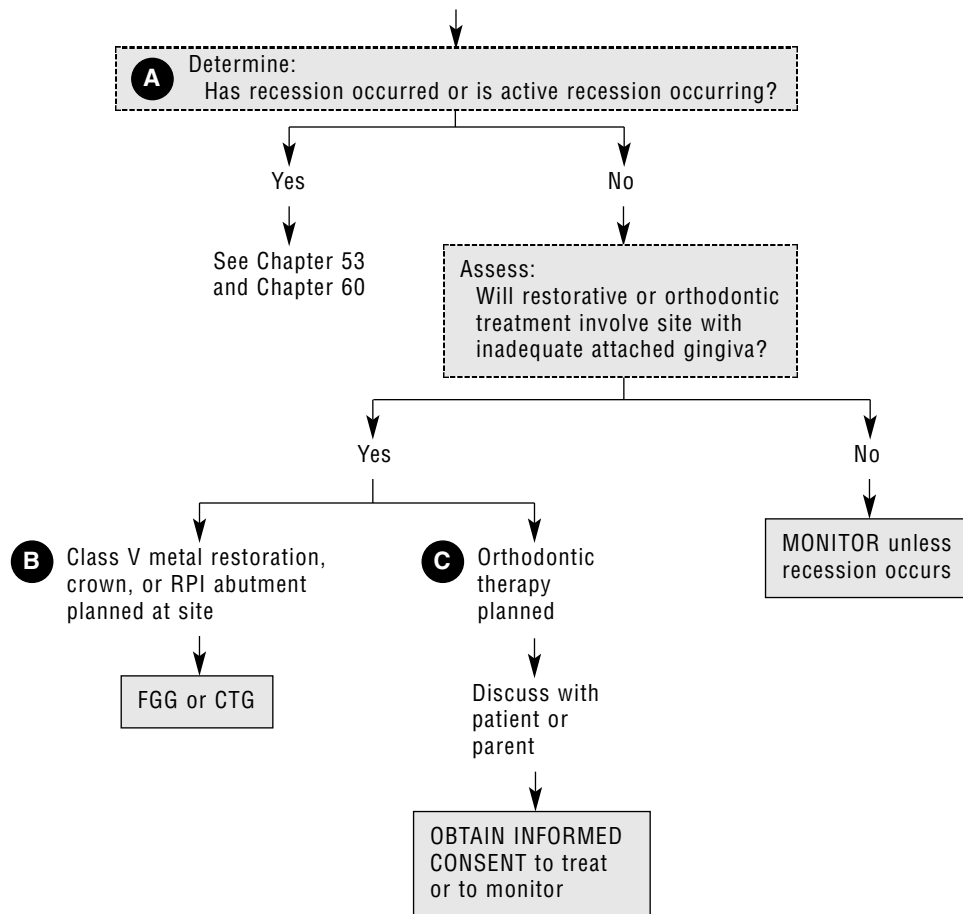 A
Determine:
Has recession occurred or is active recession occurring?
Yes
No
See Chapter 53
and Chapter 60
Assess:
Will restorative or orthodontic
treatment involve site with
inadequate attached gingiva?
Yes
No
B
Class V metal restoration,
crown, or RPI abutment
planned at site
C
Orthodontic
therapy
planned
MONITOR unless
recession occurs
FGG or CTG
Discuss with
patient or
parent
OBTAIN INFORMED
CONSENT to treat
or to monitor